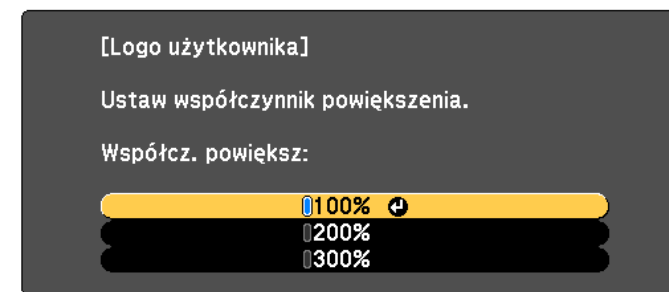 [Logo użytkownika]
Ustaw współczynnik powiększenia.
Współcz. powiększ:
100%
200%
300%